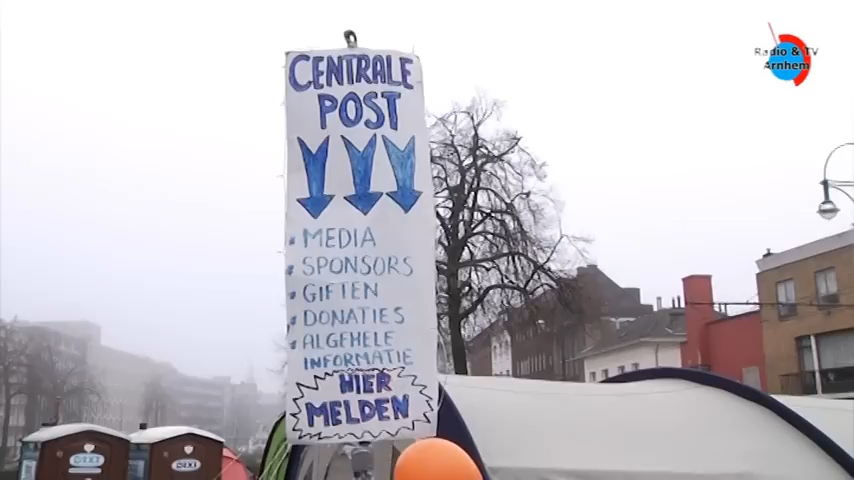 Radio & TV
Arnhem
CENTRALE
POST
• MEDIA
• SPONSORS
• GIFTEN
• DONATIES
• ALGEHELE
INFORMATIE
HIER
MELDEN
DIXI
DIXI